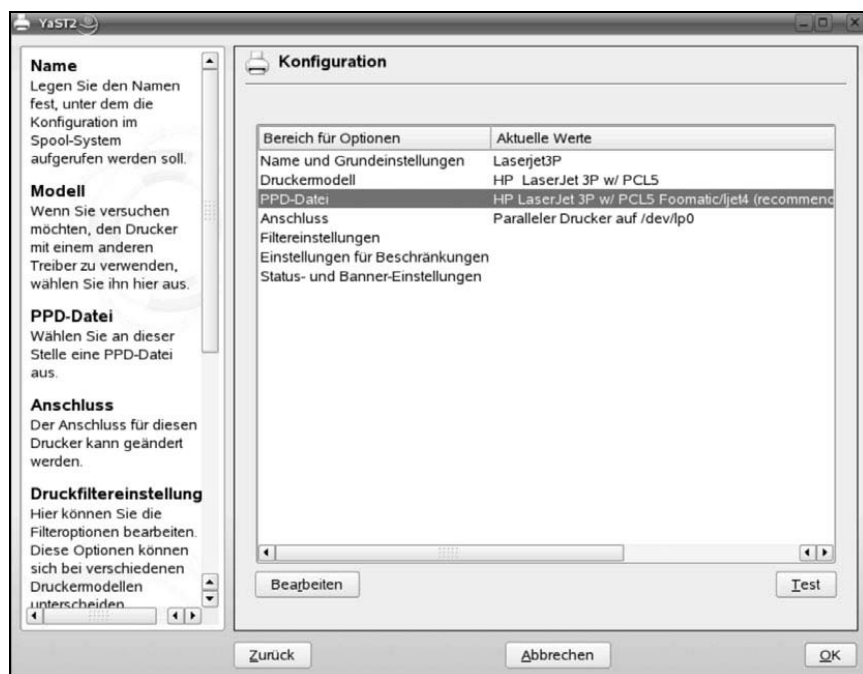 YaST2
Name
Legen Sie den Namen
fest, unter dem die
Konfiguration im
Spool-System
aufgerufen werden soll.
Modell
Wenn Sie versuchen
möchten, den Drucker
mit einem anderen
Treiber zu verwenden,
wählen Sie ihn hier aus.
PPD-Datei
Wählen Sie an dieser
Stelle eine PPD-Datei
aus.
Anschluss
Der Anschluss für diesen
Drucker kann geändert
werden.
Druckfiltereinstellung
Hier können Sie die
Filteroptionen bearbeiten.
Diese Optionen können
sich bei verschiedenen
Druckermodellen
unterscheiden
Konfiguration
Bereich für Optionen Aktuelle Werte
Name und Grundeinstellungen Laserjet3P
Druckermodell HP LaserJet 3P w/ PCL5
PPD-Datei HP LaserJet 3P w/ PCL5 Foomatic/ljet4 (recommend
Anschluss Paralleler Drucker auf /dev/lp0
Filtereinstellungen
Einstellungen für Beschränkungen
Status- und Banner-Einstellungen
Bearbeiten Test
Zurück Abbrechen OK